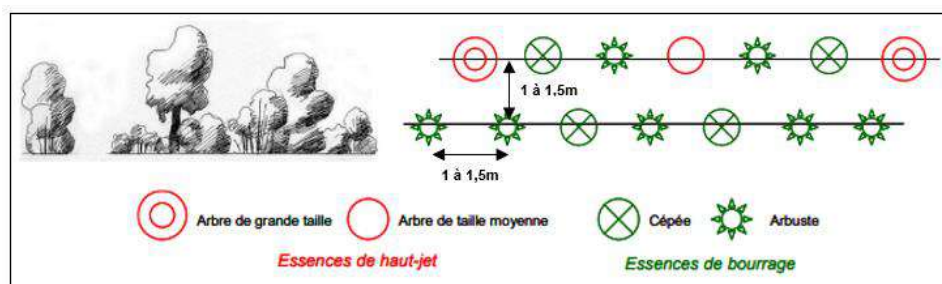 1 à 1,5m
1 à 1,5m
Arbre de grande taille
Arbre de taille moyenne
Cépée
Arbuste
Essences de haut-jet
Essences de bourrage